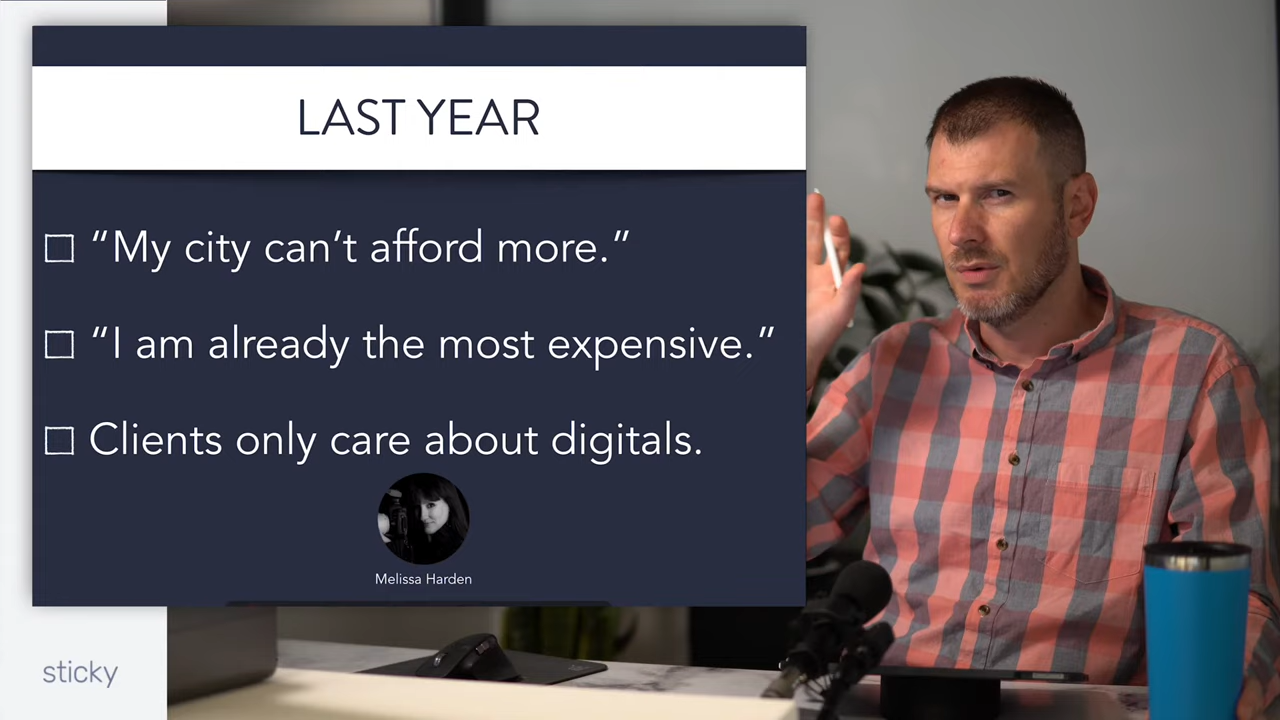 LAST YEAR
“My city can’t afford more.”
“I am already the most expensive.”
Clients only care about digitals.
Melissa Harden
sticky